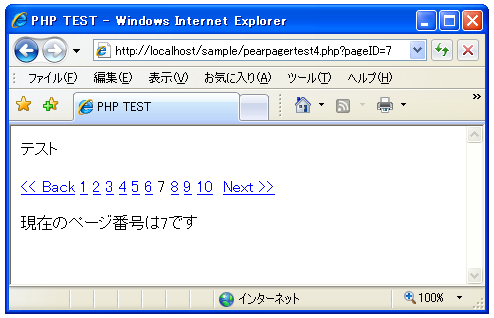 PHP TEST - Windows Internet Explorer
http://localhost/sample/pearpagertest4.php?pageID=7
ファイル(F) 編集(E) 表示(V) お気に入り(A) ツール(T) ヘルプ(H)
PHP TEST
テスト
<< Back 1 2 3 4 5 6 7 8 9 10 Next >>
現在のページ番号は7です
インターネット 100%